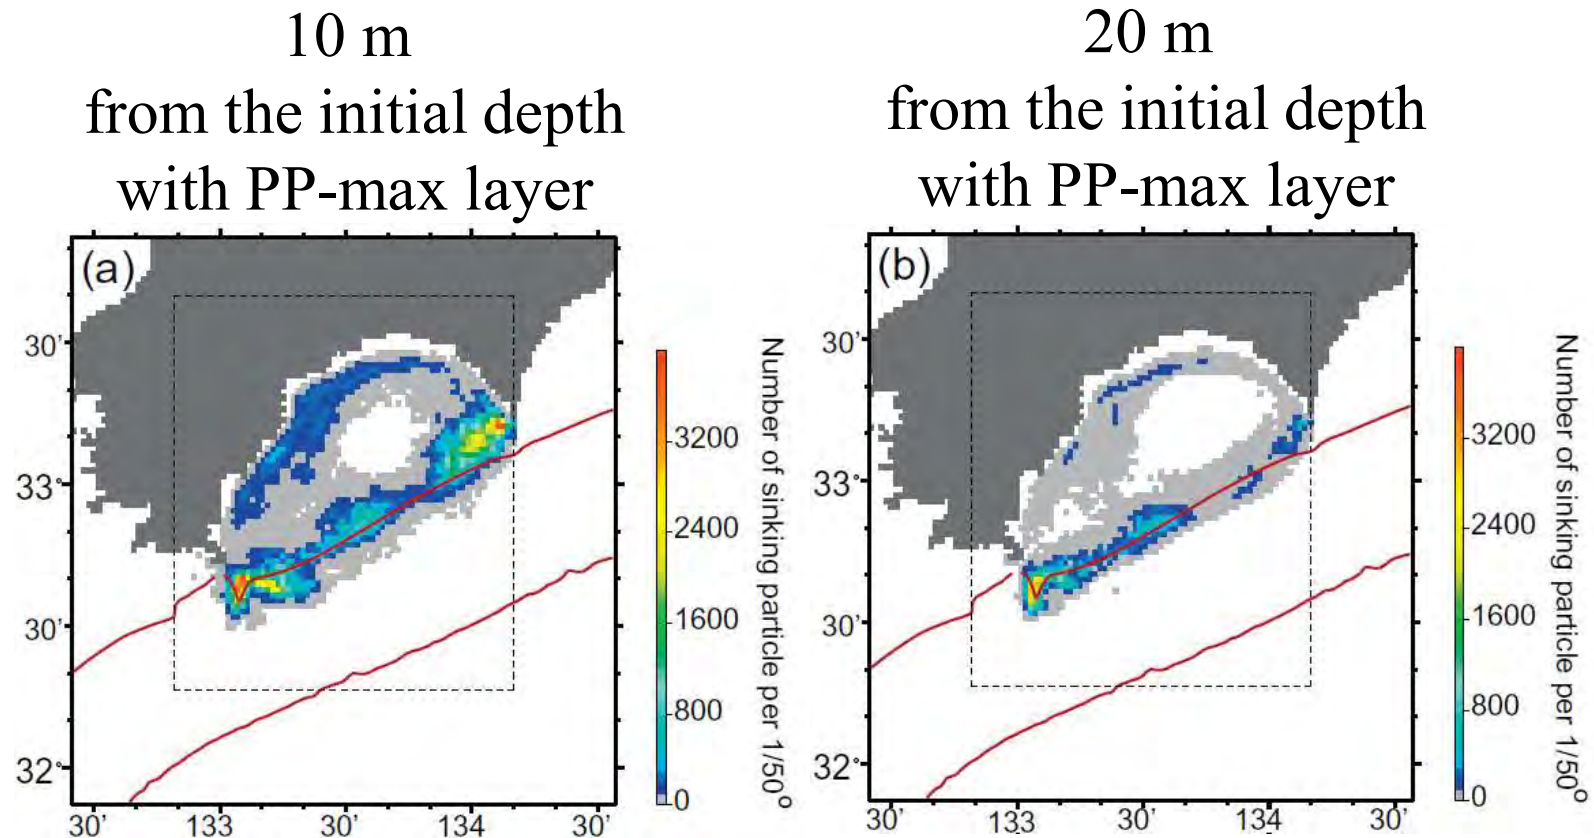 10 m
from the initial depth
with PP-max layer
20 m
from the initial depth
with PP-max layer
(a)
30'
33°
30'
32°
30'
133
30'
134
30'
3200
2400
1600
800
0
Number of sinking particle per 1/50°
(b)
30'
33°
30'
32°
30'
133
30'
134
30'
3200
2400
1600
800
0
Number of sinking particle per 1/50°